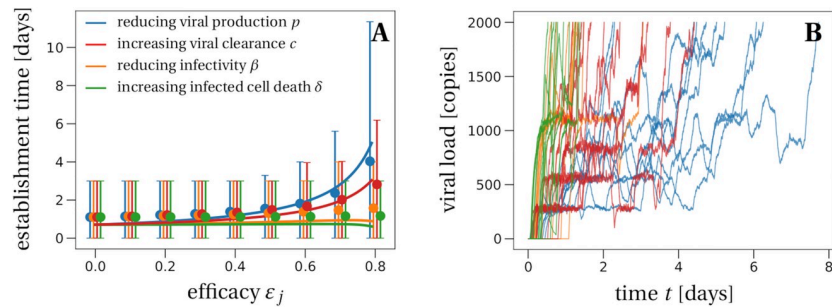 reducing viral production p
increasing viral clearance c
reducing infectivity β
increasing infected cell death δ
A
establishment time [days]
10
8
6
4
2
0
0.0 0.2 0.4 0.6 0.8
efficacy εj
B
viral load [copies]
2000
1500
1000
500
0
0 2 4 6 8
time t [days]